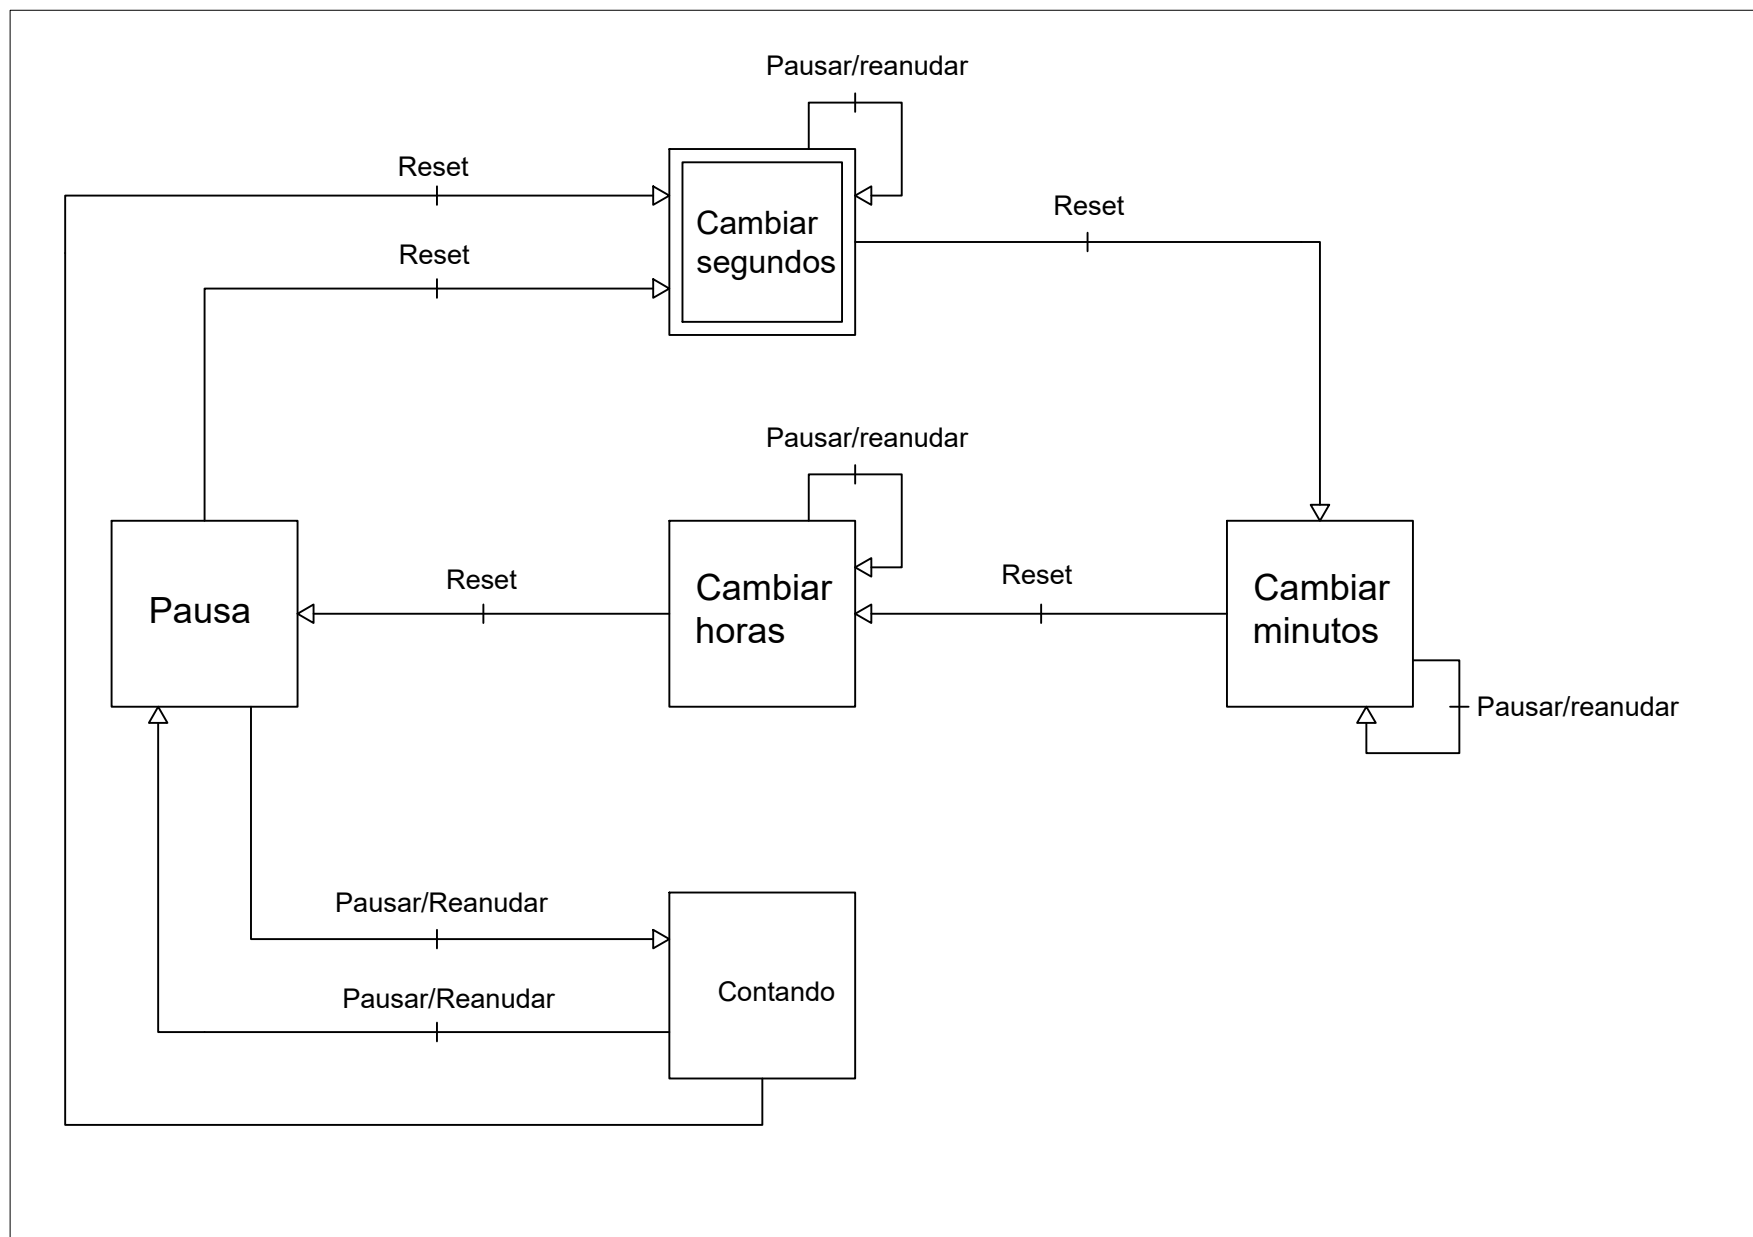 Pausar/reanudar
Reset
Reset
Reset
Cambiar
segundos
Pausar/reanudar
Pausa
Reset
Cambiar
horas
Reset
Cambiar
minutos
Pausar/reanudar
Pausar/Reanudar
Pausar/Reanudar
Contando